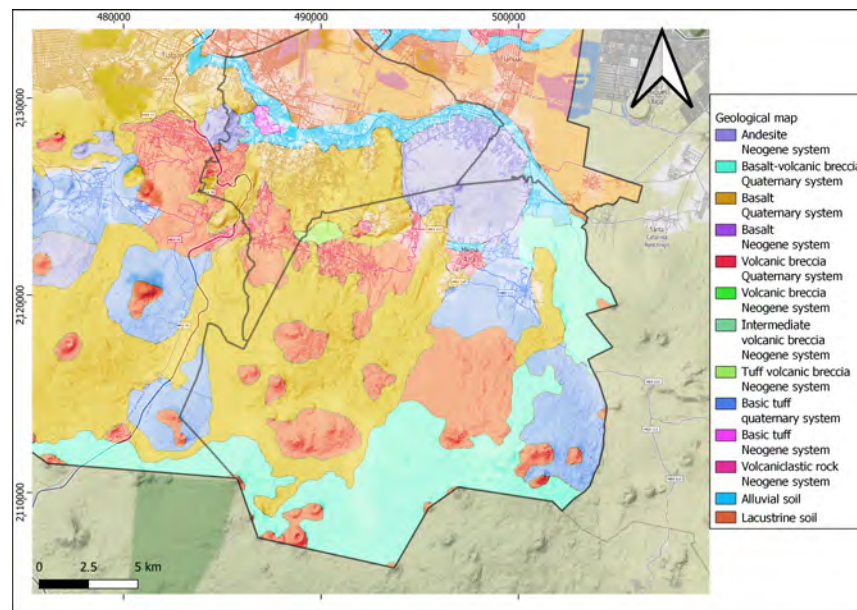 480000
490000
500000
2130000
2120000
2110000
Geological map
Andesite
Neogene system
Basalt-volcanic breccia
Quaternary system
Basalt
Quaternary system
Basalt
Neogene system
Volcanic breccia
Quaternary system
Volcanic breccia
Neogene system
Intermediate
volcanic breccia
Neogene system
Tuff volcanic breccia
Neogene system
Basic tuff
quaternary system
Basic tuff
Neogene system
Volcaniclastic rock
Neogene system
Alluvial soil
Lacustrine soil
Santa
Catarina
0
2.5
5 km